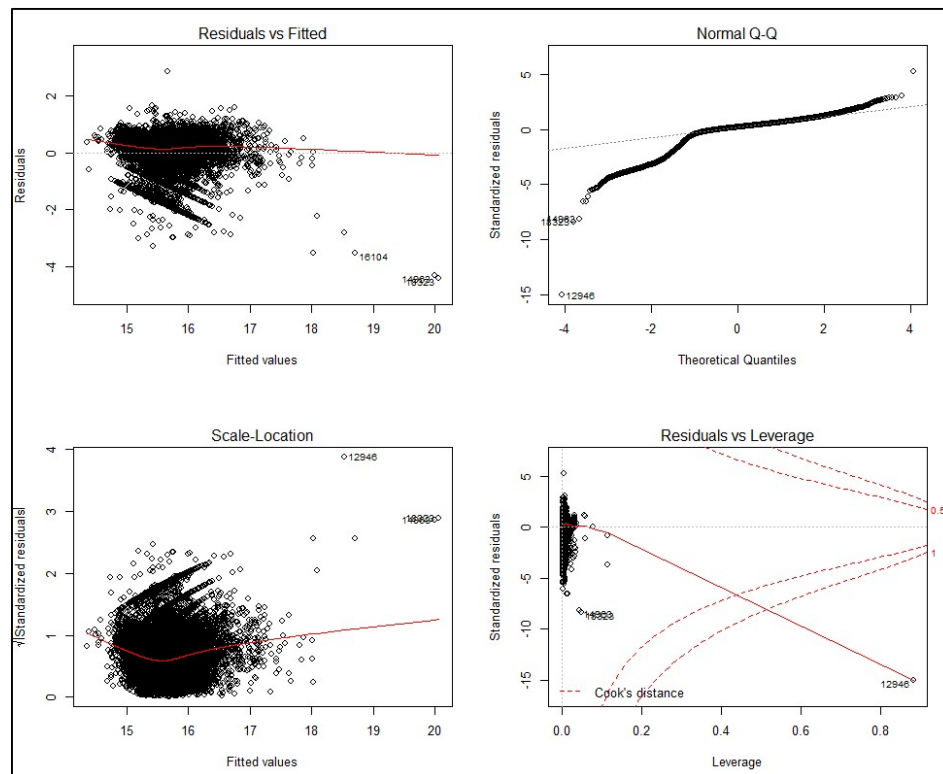 Residuals vs Fitted
Residuals
2
0
-2
-4
16104
18323
15 16 17 18 19 20
Fitted values
Normal Q-Q
Standardized residuals
5
0
-5
-10
-15
12946
-4 -2 0 2 4
Theoretical Quantiles
Scale-Location
√|Standardized residuals|
4
3
2
1
0
12946
15 16 17 18 19 20
Fitted values
Residuals vs Leverage
Standardized residuals
5
0
-5
-10
-15
0.5
1
12946
Cook's distance
0.0 0.2 0.4 0.6 0.8
Leverage